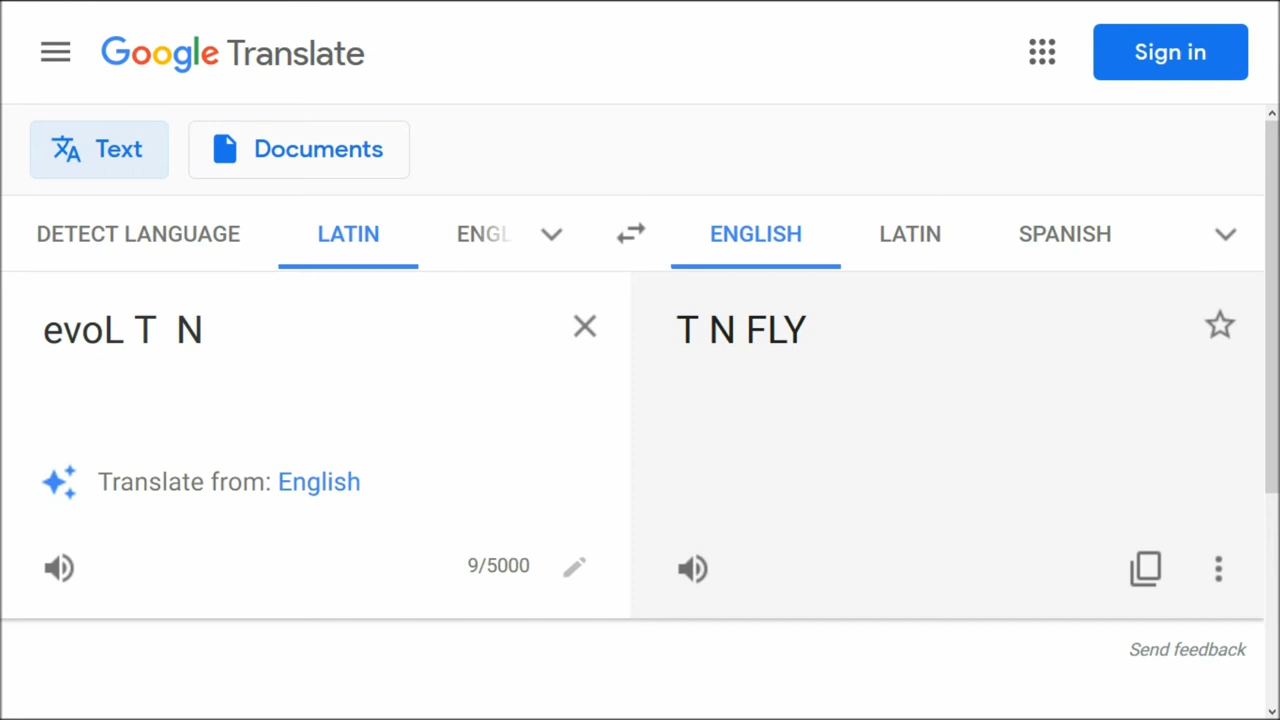 Google Translate
Sign in
Text
Documents
DETECT LANGUAGE LATIN ENGL ENGLISH LATIN SPANISH
evoL T  N
T N FLY
Translate from: English
9/5000
Send feedback